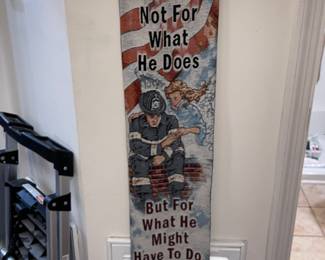 Not For
What
He Does
But For
What He
Might
Have To Do